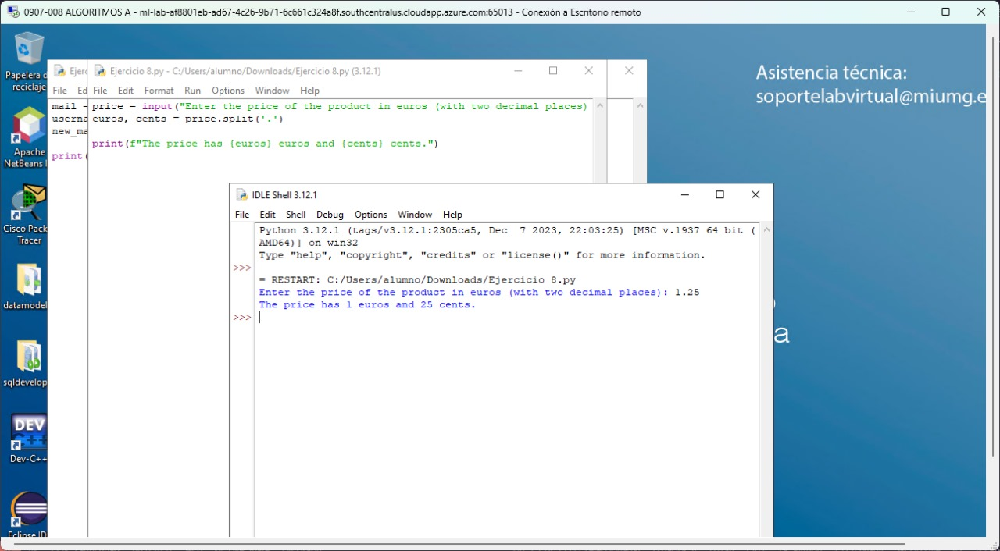 0907-008 ALGORITMOS A - ml-lab-af8801eb-ad67-4c26-9b71-6c661c324a8f.southcentralus.cloudapp.azure.com:65013 - Conexión a Escritorio remoto
Papelera d
reciclaje
Apache
NetBeans I
Cisco Pack
Tracer
datamodel
sqldevelop
DEV
C++
Dev-C++
Eclipse ID
Asistencia técnica:
soportelabvirtual@miumg.e
a
Ejerc
File Ed
mail =
userna
new_ma
print(
Ejercicio 8.py - C:/Users/alumno/Downloads/Ejercicio 8.py (3.12.1)
File Edit Format Run Options Window Help
price = input("Enter the price of the product in euros (with two decimal places)
euros, cents = price.split('.')
print(f"The price has {euros} euros and {cents} cents.")
IDLE Shell 3.12.1
File Edit Shell Debug Options Window Help
Python 3.12.1 (tags/v3.12.1:2305ca5, Dec  7 2023, 22:03:25) [MSC v.1937 64 bit (
AMD64)] on win32
Type "help", "copyright", "credits" or "license()" for more information.
>>>
= RESTART: C:/Users/alumno/Downloads/Ejercicio 8.py
Enter the price of the product in euros (with two decimal places): 1.25
The price has 1 euros and 25 cents.
>>>